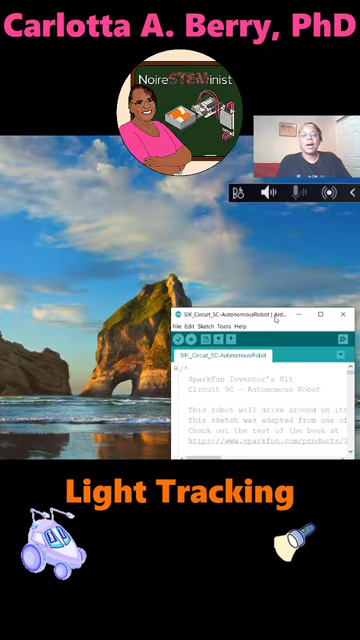 Carlotta A. Berry, PhD
NoireSTEMinist
SIK_Circuit_5C-AutonomousRobot | Ard...
File Edit Sketch Tools Help
SIK_Circuit_5C-AutonomousRobot
/*
SparkFun Inventor's Kit
Circuit 5C - Autonomous Robot
This robot will drive around on its
This sketch was adapted from one of
Check out the rest of the book at
https://www.sparkfun.com/products/1
Light Tracking